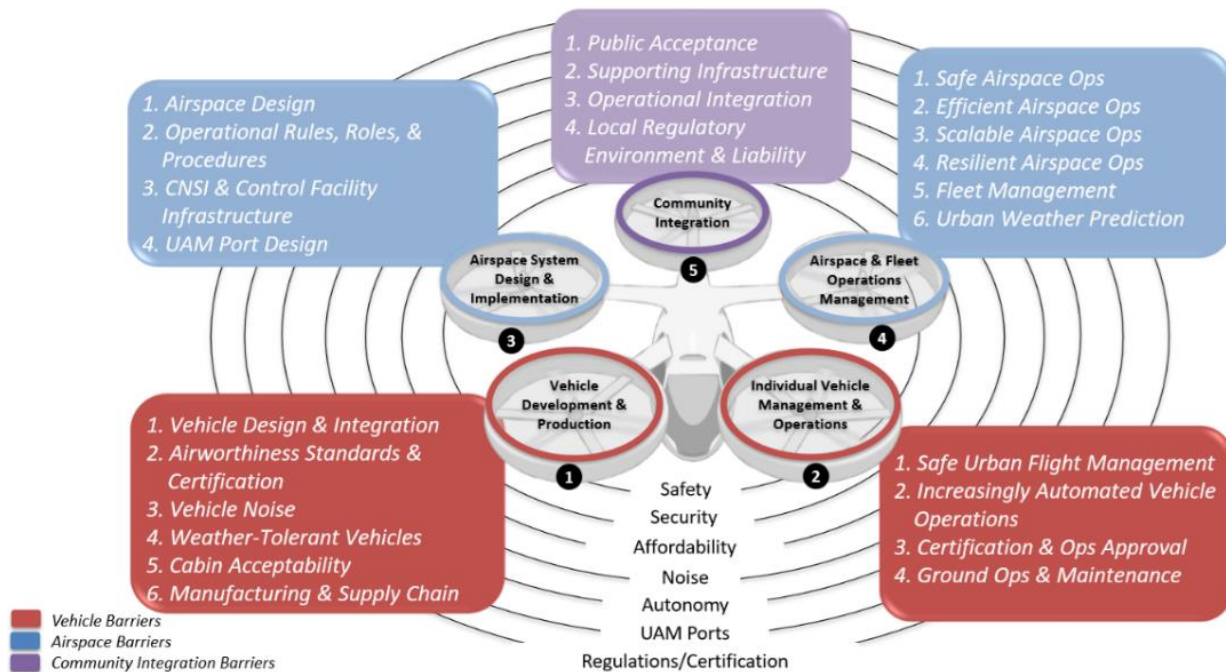 1. Public Acceptance
2. Supporting Infrastructure
3. Operational Integration
4. Local Regulatory
Environment & Liability
1. Airspace Design
2. Operational Rules, Roles, &
Procedures
3. CNSI & Control Facility
Infrastructure
4. UAM Port Design
1. Safe Airspace Ops
2. Efficient Airspace Ops
3. Scalable Airspace Ops
4. Resilient Airspace Ops
5. Fleet Management
6. Urban Weather Prediction
Community
Integration
5
Airspace System
Design &
Implementation
3
Airspace & Fleet
Operations
Management
4
Vehicle
Development &
Production
1
Individual Vehicle
Management &
Operations
2
1. Vehicle Design & Integration
2. Airworthiness Standards &
Certification
3. Vehicle Noise
4. Weather-Tolerant Vehicles
5. Cabin Acceptability
6. Manufacturing & Supply Chain
1. Safe Urban Flight Management
2. Increasingly Automated Vehicle
Operations
3. Certification & Ops Approval
4. Ground Ops & Maintenance
Safety
Security
Affordability
Noise
Autonomy
UAM Ports
Regulations/Certification
Vehicle Barriers
Airspace Barriers
Community Integration Barriers